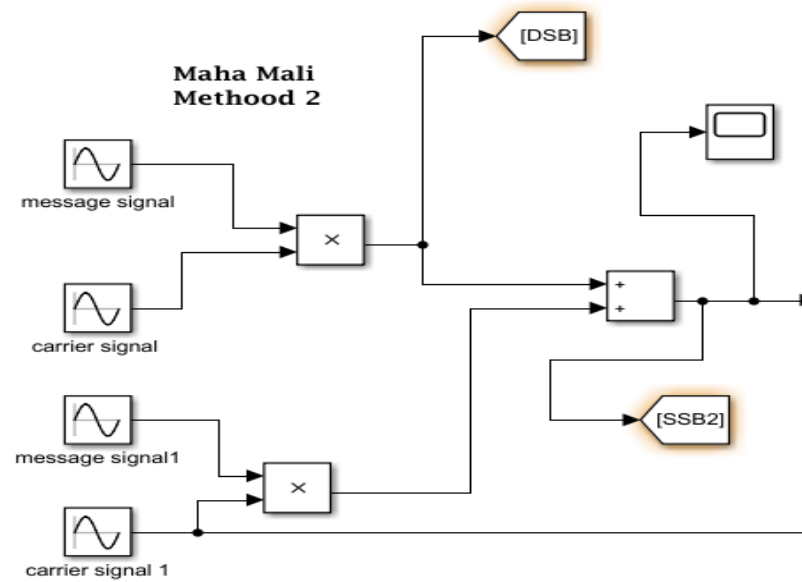 [DSB]
Maha Mali
Methood 2
message signal
×
carrier signal
+
+
[SSB2]
message signal1
×
carrier signal 1